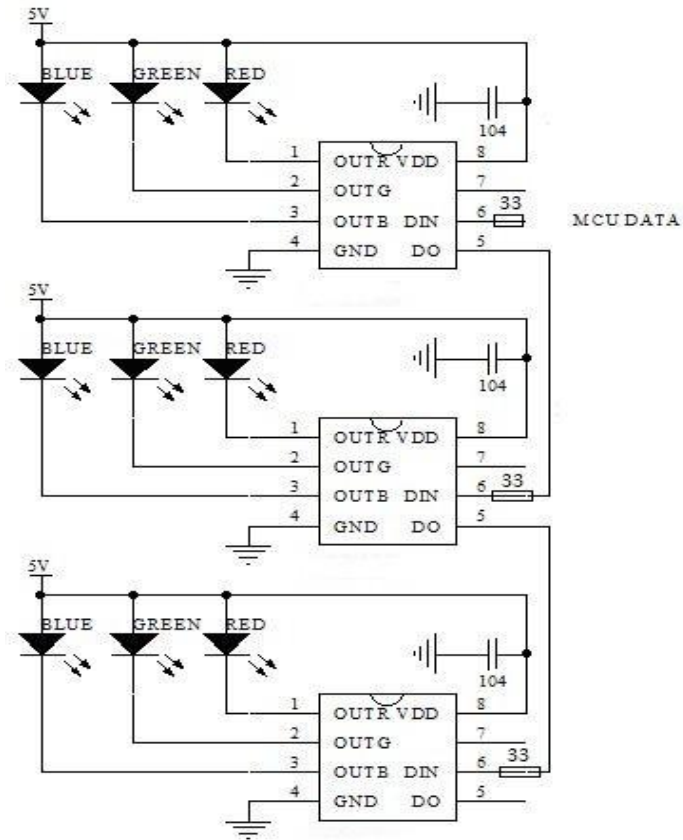 5V
BLUE GREEN RED
104
1 OUTR VDD 8
2 OUTG 7
33
3 OUTB DIN 6 MCU DATA
4 GND DO 5
5V
BLUE GREEN RED
104
1 OUTR VDD 8
2 OUTG 7
33
3 OUTB DIN 6
4 GND DO 5
5V
BLUE GREEN RED
104
1 OUTR VDD 8
2 OUTG 7
33
3 OUTB DIN 6
4 GND DO 5